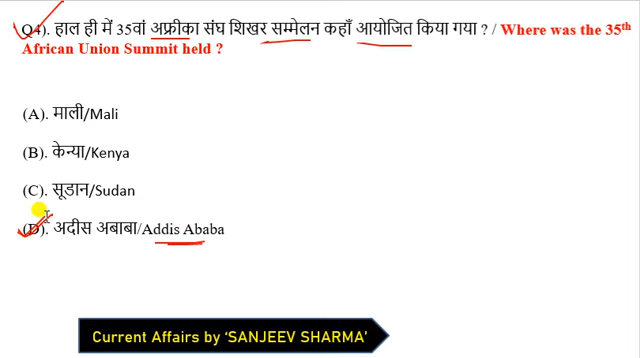 Q4). हाल ही में 35वां अफ्रीका संघ शिखर सम्मेलन कहाँ आयोजित किया गया ? / Where was the 35th
African Union Summit held ?
(A). माली/Mali
(B). केन्या/Kenya
(C). सूडान/Sudan
(D). अदीस अबाबा/Addis Ababa
Current Affairs by ‘SANJEEV SHARMA’